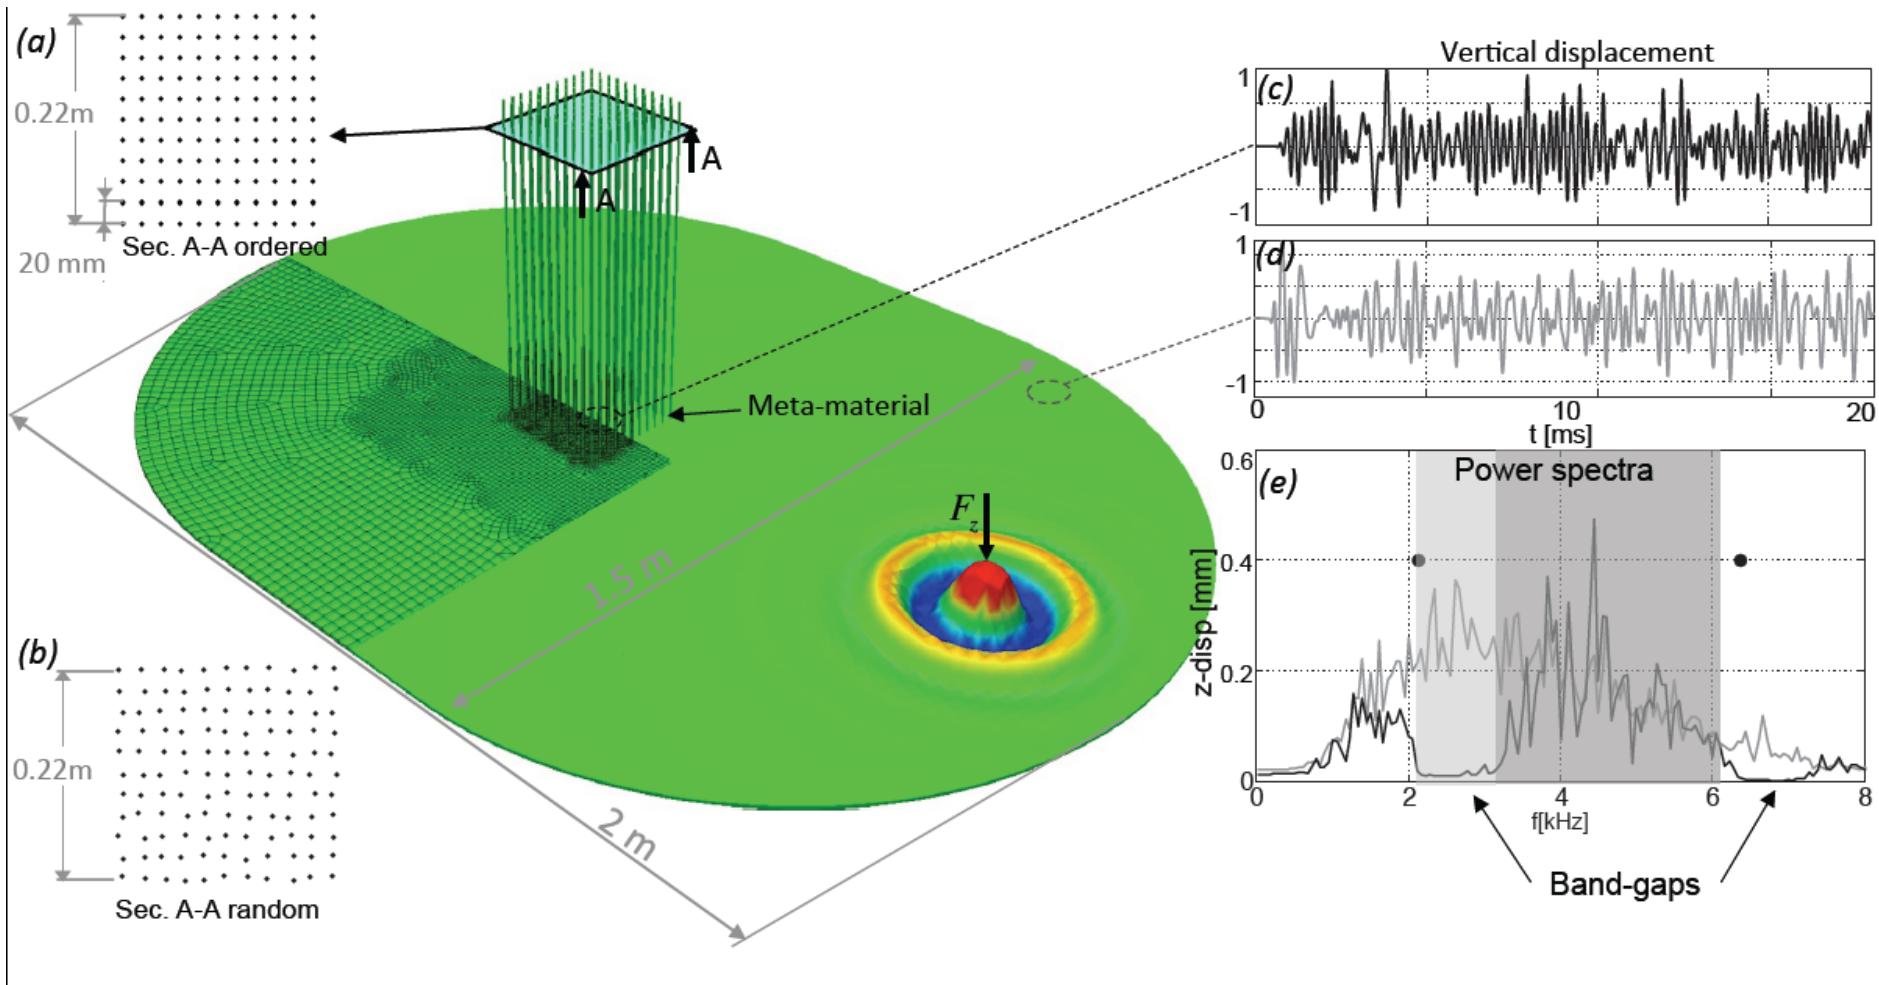 (a)
0.22m
20 mm
Sec. A-A ordered
A
A
Meta-material
F_z
1.5 m
2 m
(b)
0.22m
Sec. A-A random
Vertical displacement
(c)
1
-1
(d)
1
-1
0 10 20
t [ms]
(e)
Power spectra
z-disp [mm]
0.6
0.4
0.2
0
0 2 4 6 8
f[kHz]
Band-gaps